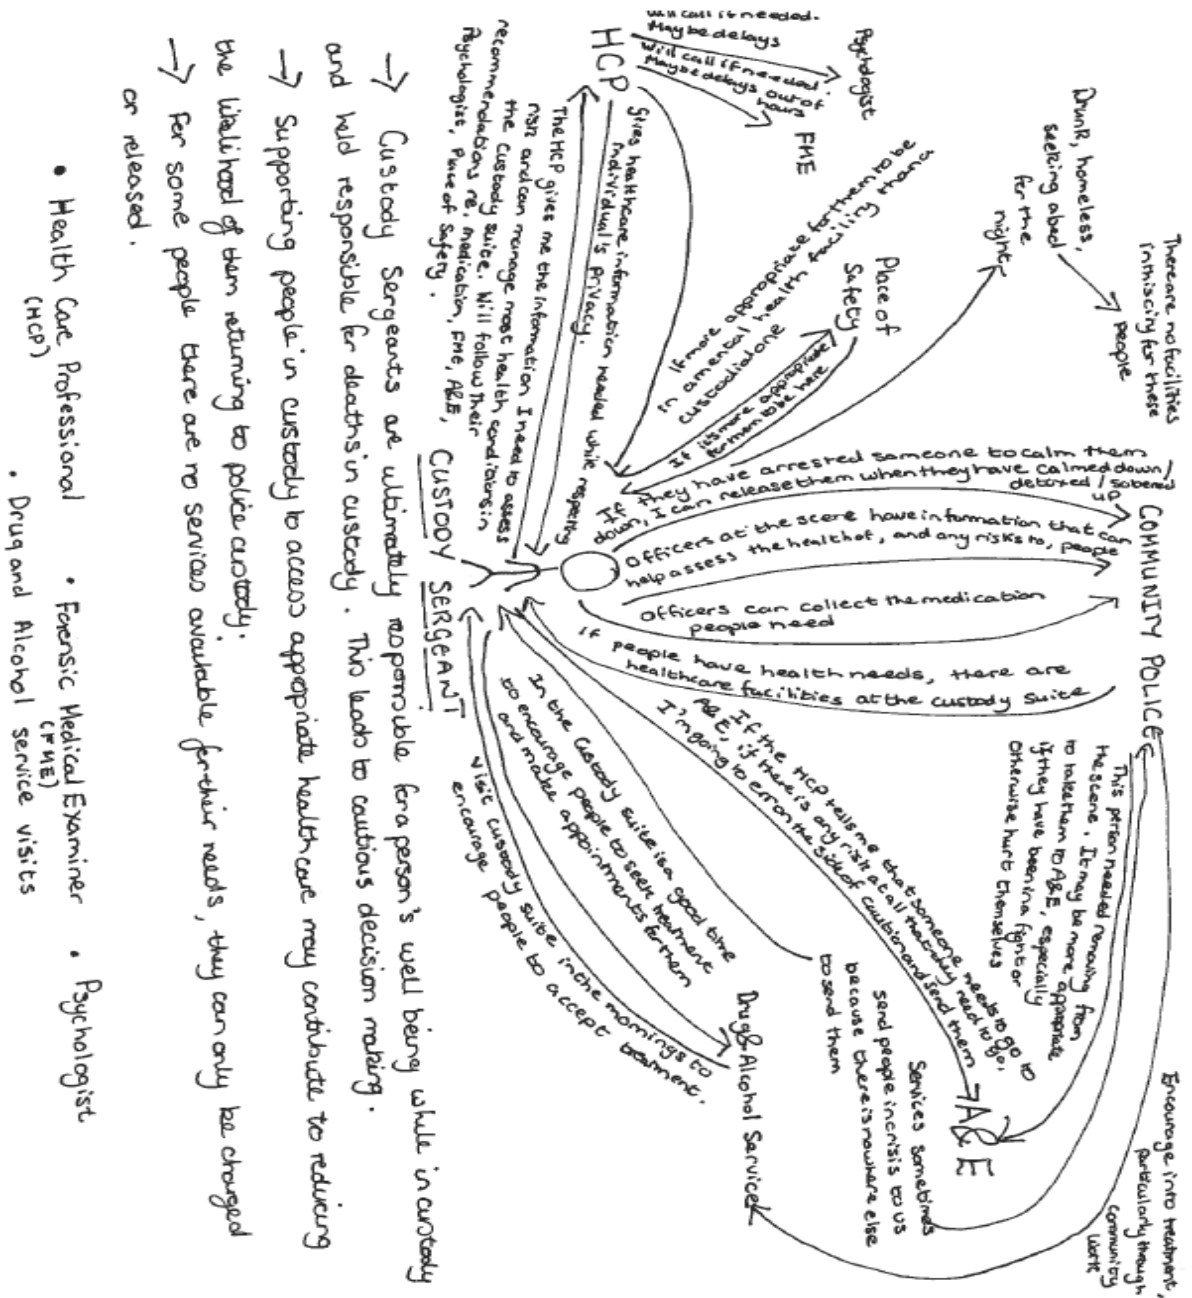 There are no facilities
in this city for these
people
Drunk, homeless,
seeking a bed
for the
night
Psychologist
Will call if needed.
May be delays
Will call if needed.
May be delays out of
hours
FME
HCP
Gives healthcare information needed while respecting
individual's privacy.
The HCP gives me the information I need to assess
risk and can manage most health conditions in
the custody suite. Will follow their
recommendations re, medication, FME, A&E,
Psychologist, Place of Safety.
If more appropriate for them to be
in a mental health facility than a
custodial one
Place of
Safety
If it's more appropriate
for them to be here
COMMUNITY POLICE
If they have arrested someone to calm them
down, I can release them when they have calmed down/
detoxed/sobered
up
Officers at the scene have information that can
help assess the health of, and any risks to, people
Officers can collect the medication
people need
If people have health needs, there are
healthcare facilities at the custody suite
CUSTODY SERGEANT
This person needed removing from
the scene. It may be more appropriate
to take them to A&E, especially
if they have been in a fight or
otherwise hurt themselves
If the HCP tells me that someone needs to go to
A&E, if there is any risk at all that they need to go,
I'm going to err on the side of caution and send them
A&E
Services sometimes
send people in crisis to us
because there is nowhere else
to send them
In the custody suite is a good time
to encourage people to seek treatment
and make appointments for them
Visit custody suite in the mornings to
encourage people to accept treatment.
Drug & Alcohol Service
Encourage into treatment,
particularly through
community
work
→ Custody Sergeants are ultimately responsible for a person's well being while in custody
and held responsible for deaths in custody. This leads to cautious decision making.
→ Supporting people in custody to access appropriate healthcare may contribute to reducing
the likelihood of them returning to police custody.
→ For some people there are no services available for their needs, they can only be charged
or released.
• Health Care Professional
(HCP)
• Forensic Medical Examiner
(FME)
• Psychologist
• Drug and Alcohol service visits